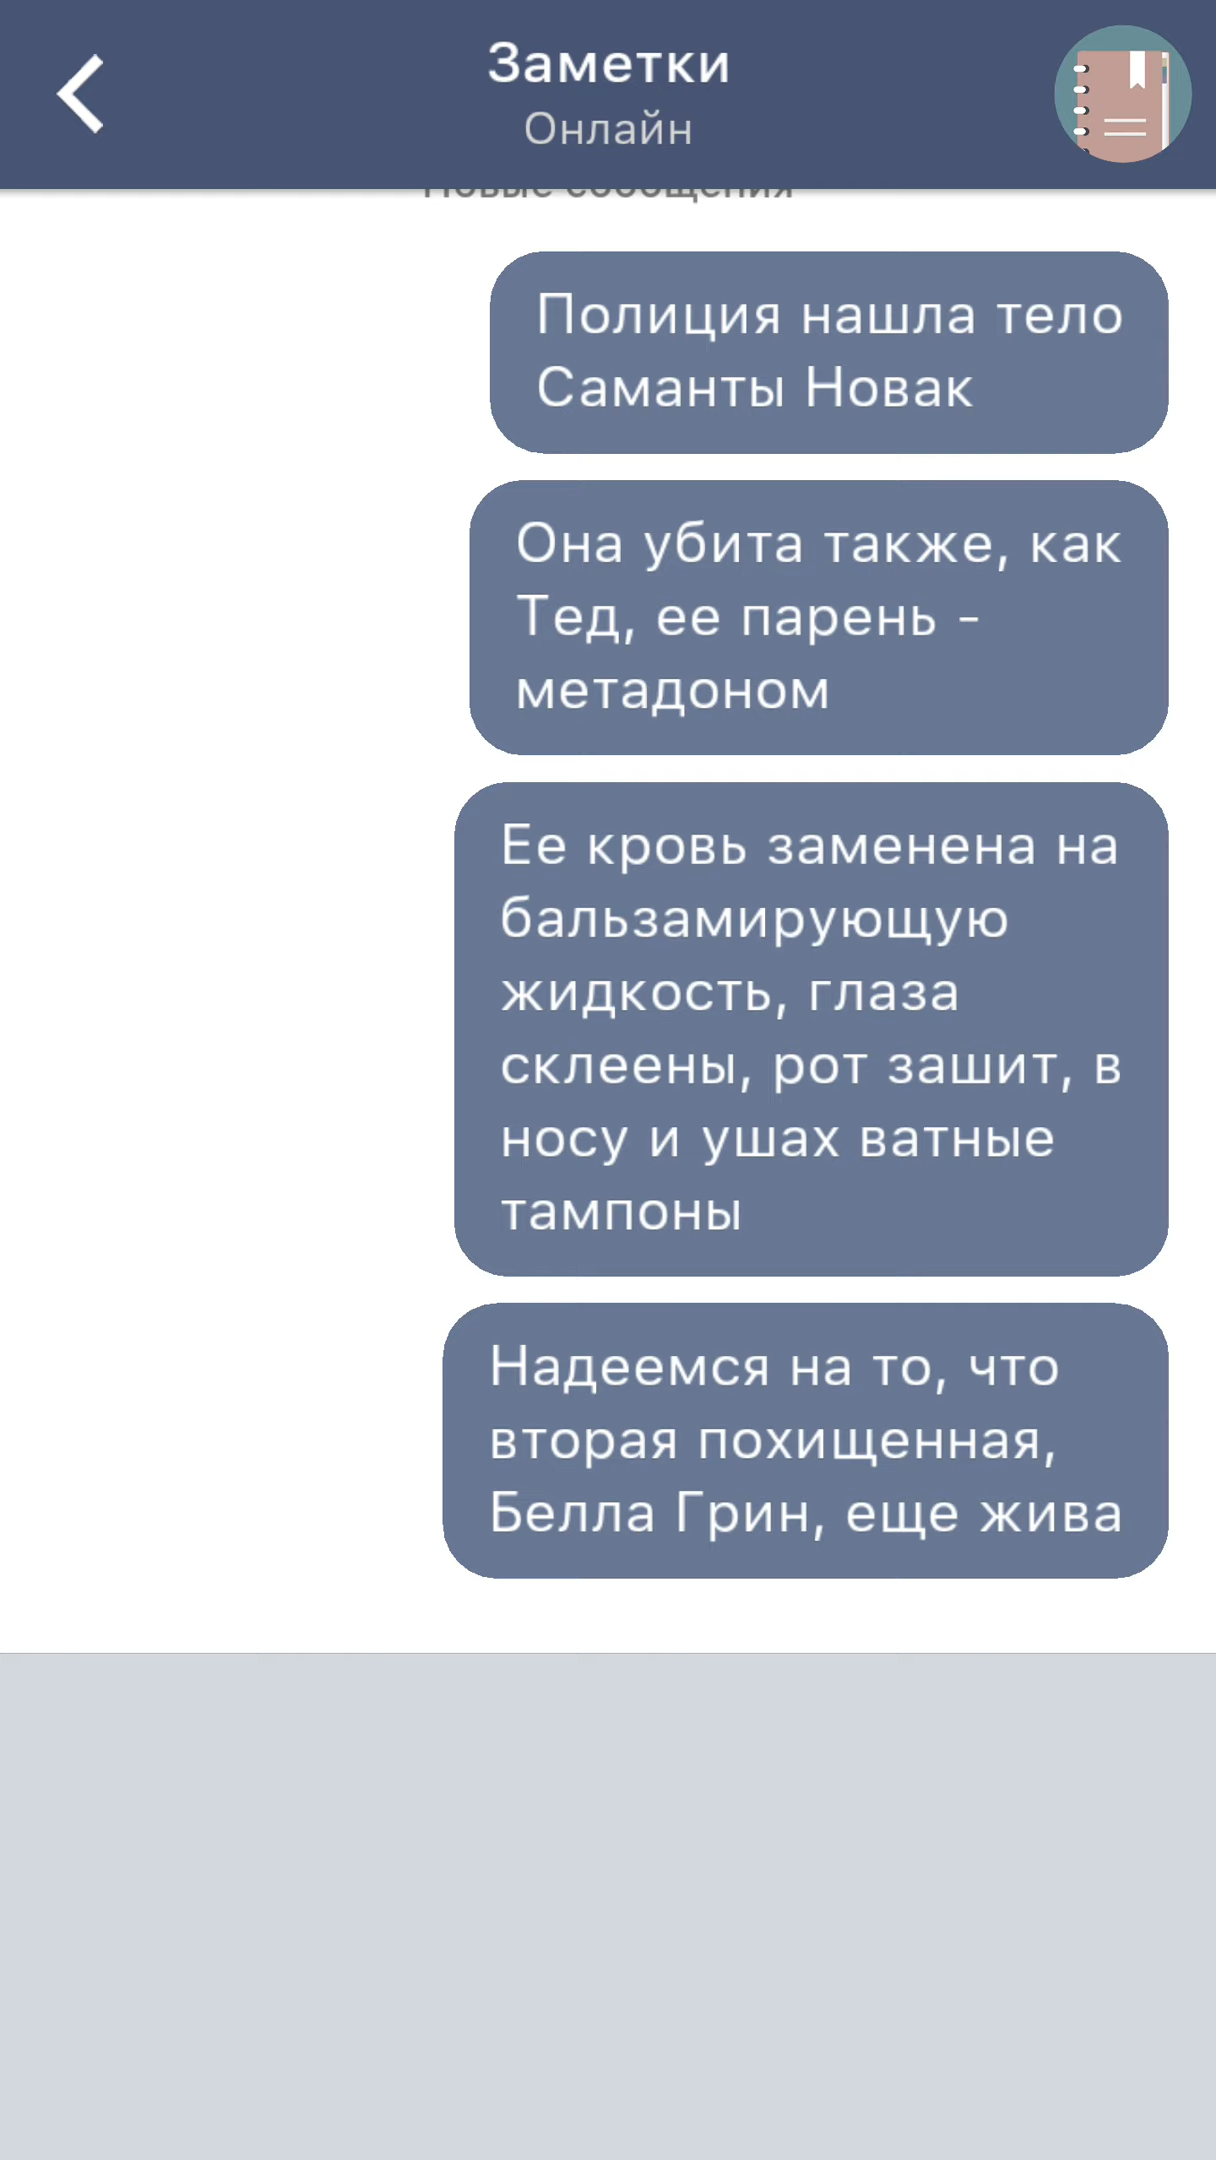 Заметки
Онлайн
Новые сообщения
Полиция нашла тело
Саманты Новак
Она убита также, как
Тед, ее парень -
метадоном
Ее кровь заменена на
бальзамирующую
жидкость, глаза
склеены, рот зашит, в
носу и ушах ватные
тампоны
Надеемся на то, что
вторая похищенная,
Белла Грин, еще жива